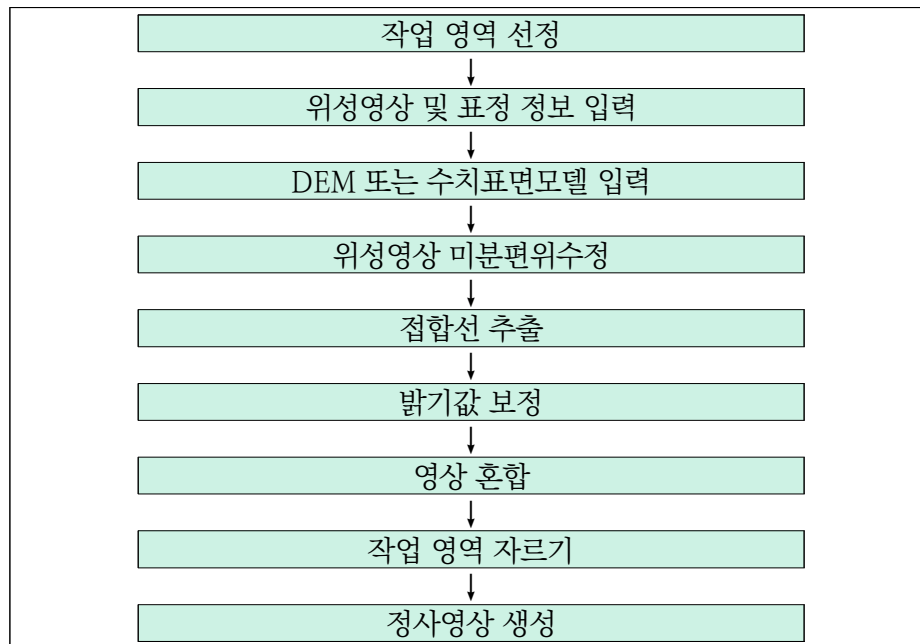 작업 영역 선정
위성영상 및 표정 정보 입력
DEM 또는 수치표면모델 입력
위성영상 미분편위수정
접합선 추출
밝기값 보정
영상 혼합
작업 영역 자르기
정사영상 생성